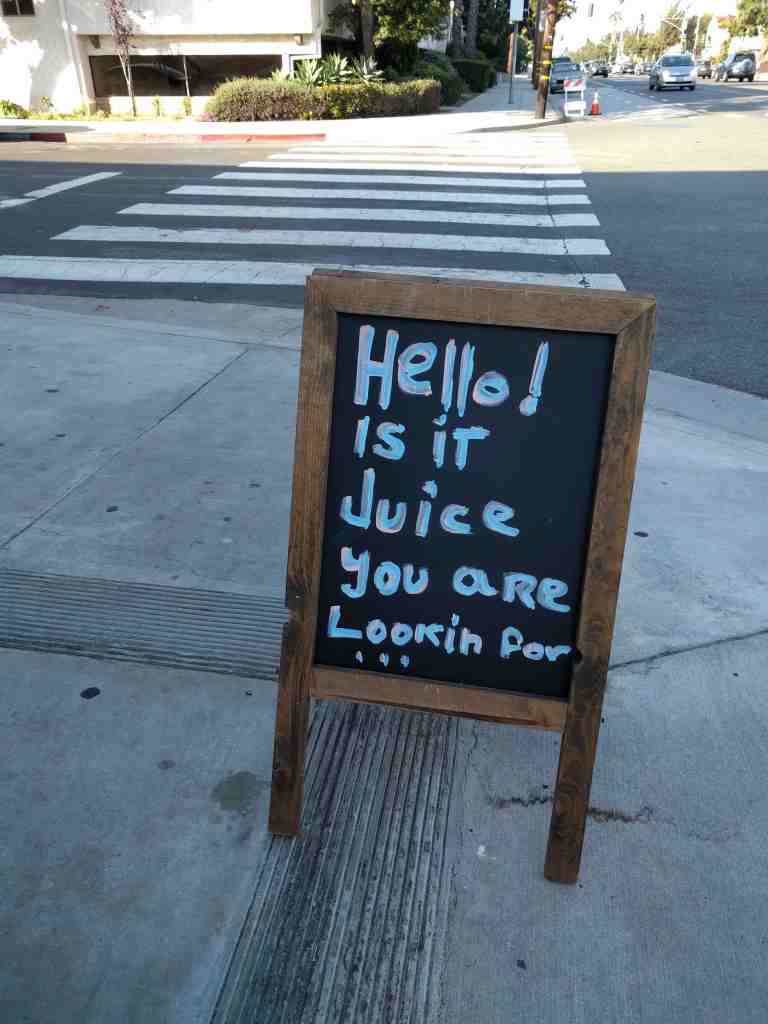 Hello!
is iT
Juice
you are
Lookin for
...